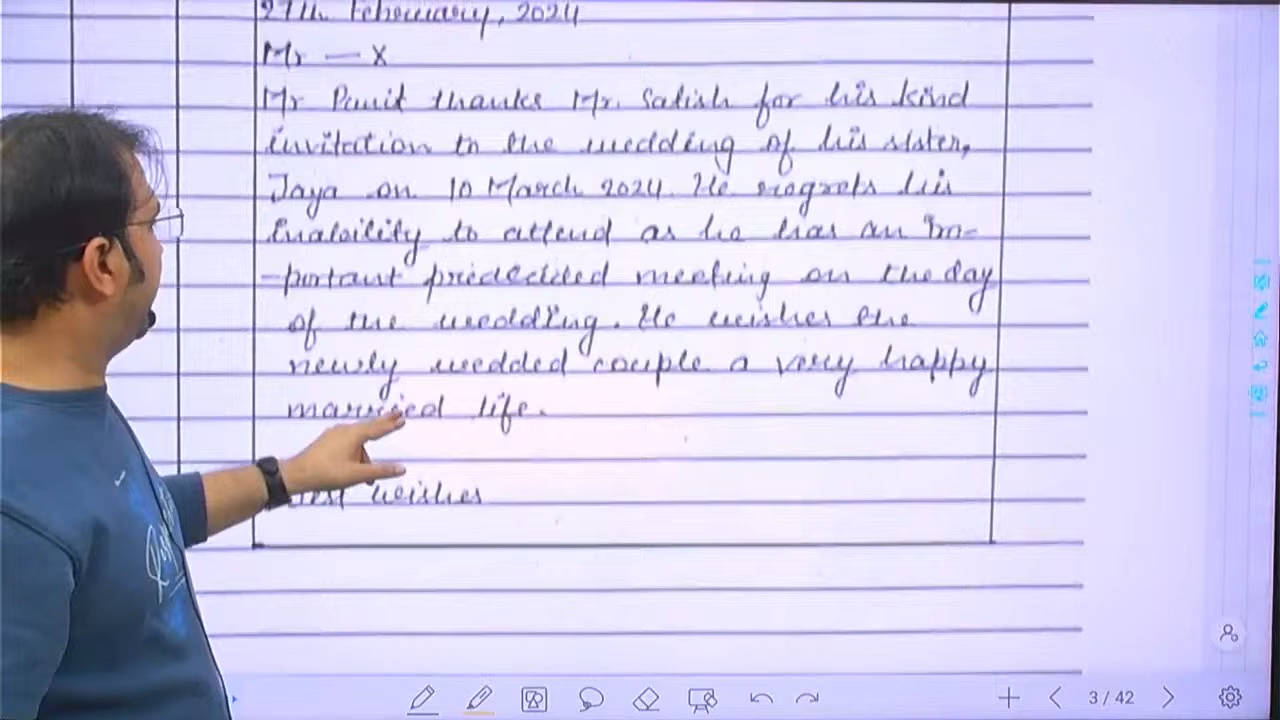 27th February, 2024
Mr — X
Mr Punit thanks Mr. Satish for his kind
invitation to the wedding of his sister,
Jaya on 10 March 2024. He regrets his
inability to attend as he has an im-
-portant predecided meeting on the day
of the wedding. He wishes the
newly wedded couple a very happy
married life.
Best wishes
3 / 42